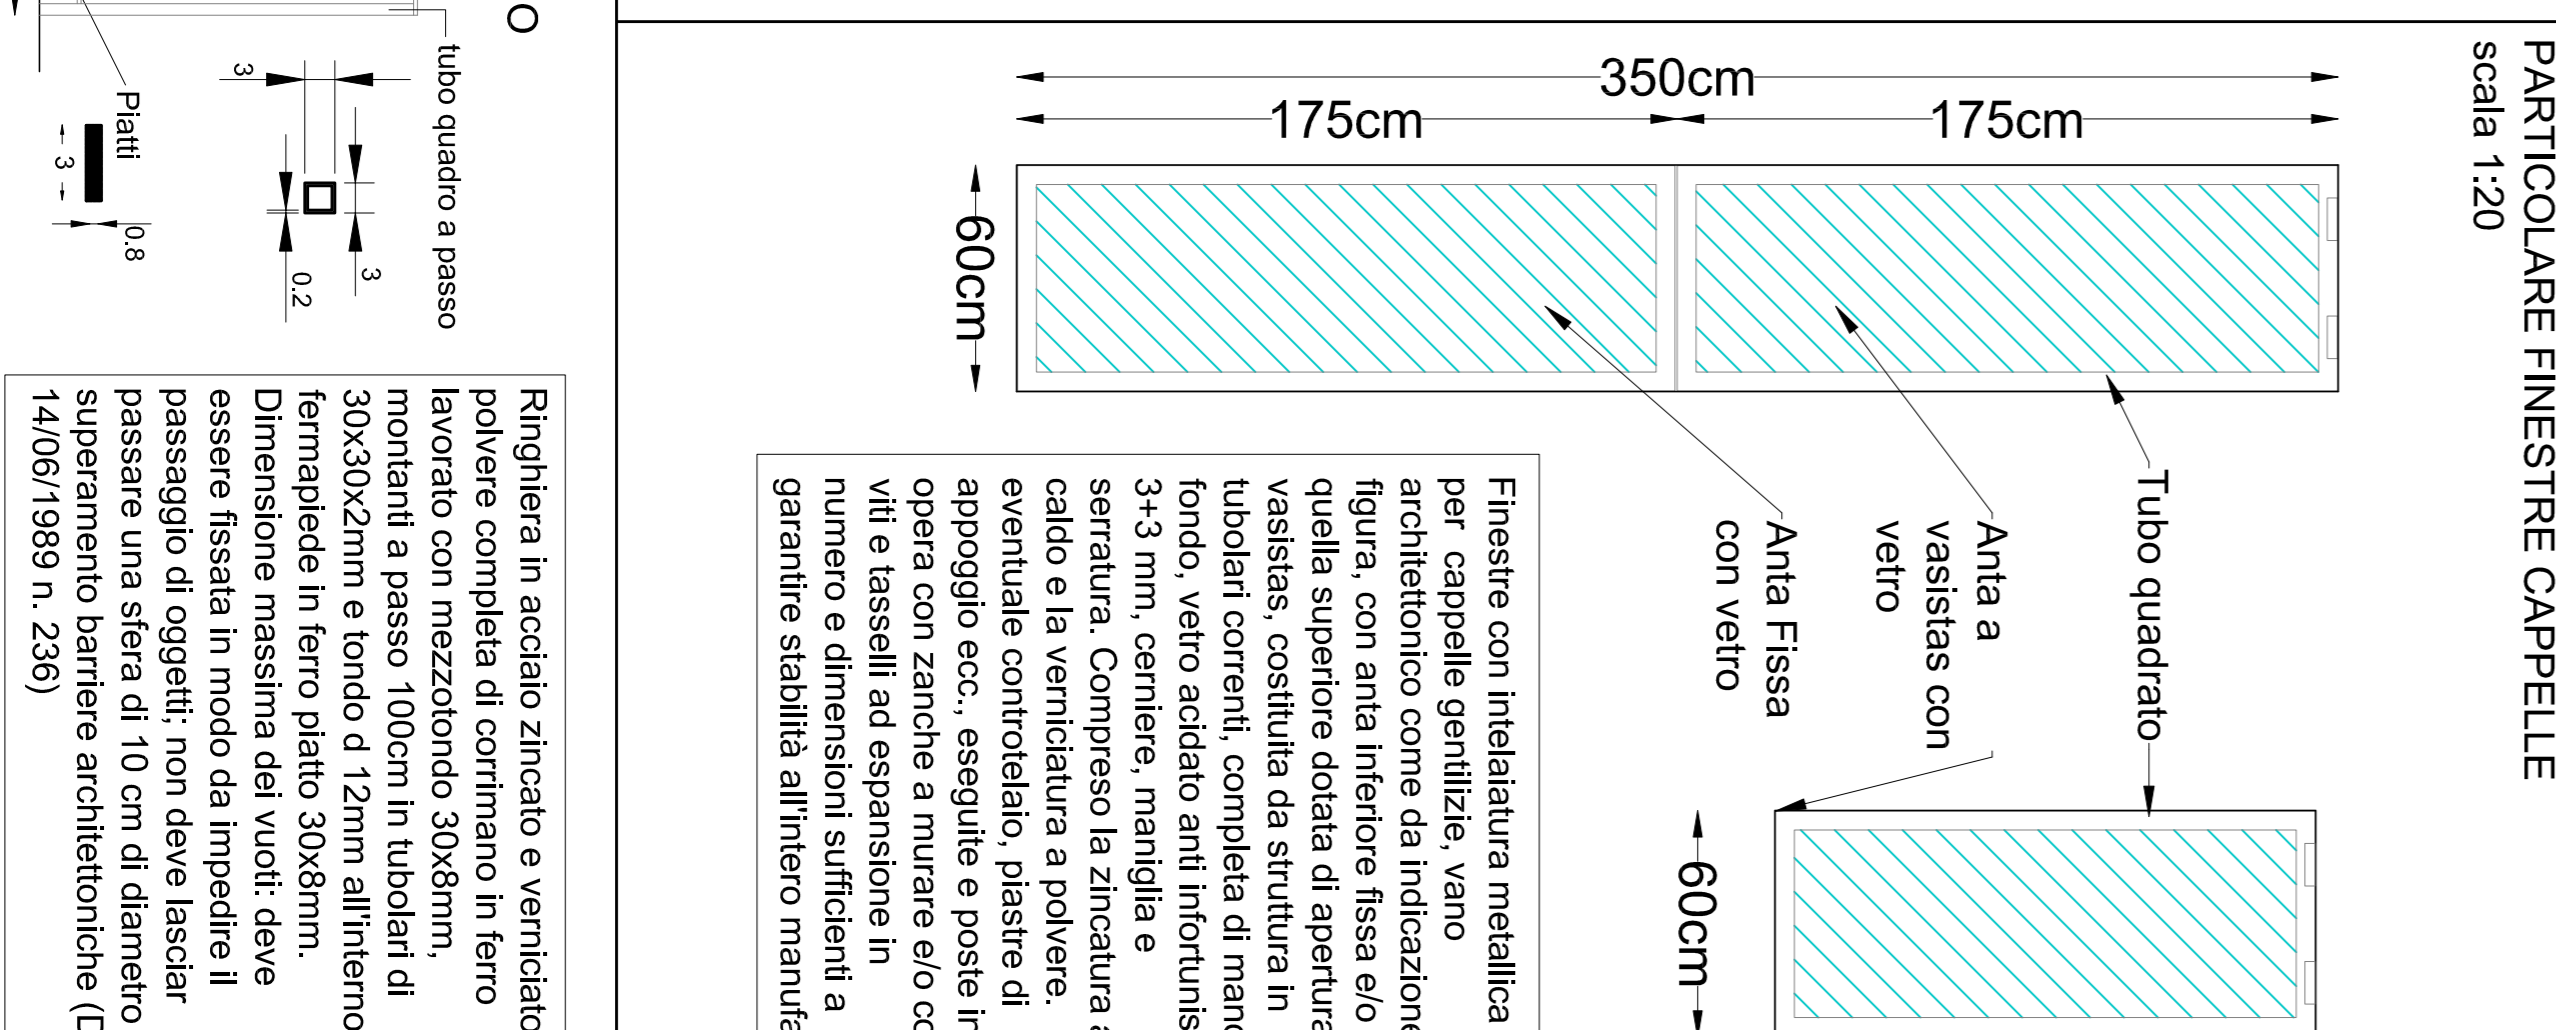 PARTICOLARE FINESTRE CAPPELLE
scala 1:20
350cm
175cm
175cm
60cm
Tubo quadrato
Anta a
vasistas con
vetro
Anta Fissa
con vetro
60cm
Finestre con intelaiatura metallica
per cappelle gentilizie, vano
architettonico come da indicazione
figura, con anta inferiore fissa e/o
quella superiore dotata di apertura
vasistas, costituita da struttura in
tubolari correnti, completa di mano
fondo, vetro acidato anti infortunis
3+3 mm, cerniere, maniglia e
serratura. Compreso la zincatura a
caldo e la verniciatura a polvere.
eventuale controtelaio, piastre di
appoggio ecc., eseguite e poste in
opera con zanche a murare e/o co
viti e tasselli ad espansione in
numero e dimensioni sufficienti a
garantire stabilità all'intero manufa
O
tubo quadro a passo
3
3
0.2
Piatti
3
0.8
Ringhiera in acciaio zincato e verniciato
polvere completa di corrimano in ferro
lavorato con mezzotondo 30x8mm,
montanti a passo 100cm in tubolari di
30x30x2mm e tondo d 12mm all'interno
fermapiede in ferro piatto 30x8mm.
Dimensione massima dei vuoti: deve
essere fissata in modo da impedire il
passaggio di oggetti; non deve lasciar
passare una sfera di 10 cm di diametro
superamento barriere architettoniche (D
14/06/1989 n. 236)